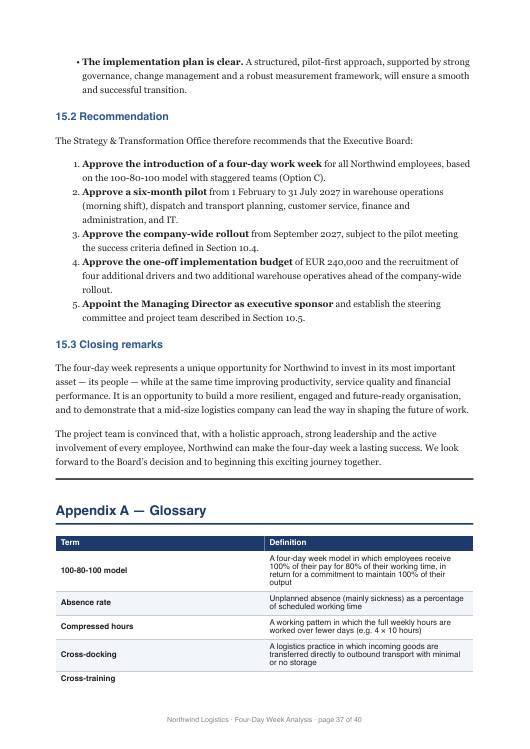 • The implementation plan is clear. A structured, pilot-first approach, supported by strong
governance, change management and a robust measurement framework, will ensure a smooth
and successful transition.
15.2 Recommendation
The Strategy & Transformation Office therefore recommends that the Executive Board:
1. Approve the introduction of a four-day work week for all Northwind employees, based
on the 100-80-100 model with staggered teams (Option C).
2. Approve a six-month pilot from 1 February to 31 July 2027 in warehouse operations
(morning shift), dispatch and transport planning, customer service, finance and
administration, and IT.
3. Approve the company-wide rollout from September 2027, subject to the pilot meeting
the success criteria defined in Section 10.4.
4. Approve the one-off implementation budget of EUR 240,000 and the recruitment of
four additional drivers and two additional warehouse operatives ahead of the company-wide
rollout.
5. Appoint the Managing Director as executive sponsor and establish the steering
committee and project team described in Section 10.5.
15.3 Closing remarks
The four-day week represents a unique opportunity for Northwind to invest in its most important
asset — its people — while at the same time improving productivity, service quality and financial
performance. It is an opportunity to build a more resilient, engaged and future-ready organisation,
and to demonstrate that a mid-size logistics company can lead the way in shaping the future of work.
The project team is convinced that, with a holistic approach, strong leadership and the active
involvement of every employee, Northwind can make the four-day week a lasting success. We look
forward to the Board's decision and to beginning this exciting journey together.
Appendix A — Glossary
Term Definition
100-80-100 model
A four-day week model in which employees receive
100% of their pay for 80% of their working time, in
return for a commitment to maintain 100% of their
output
Absence rate
Unplanned absence (mainly sickness) as a percentage
of scheduled working time
Compressed hours
A working pattern in which the full weekly hours are
worked over fewer days (e.g. 4 × 10 hours)
Cross-docking
A logistics practice in which incoming goods are
transferred directly to outbound transport with minimal
or no storage
Cross-training
Northwind Logistics · Four-Day Week Analysis · page 37 of 40